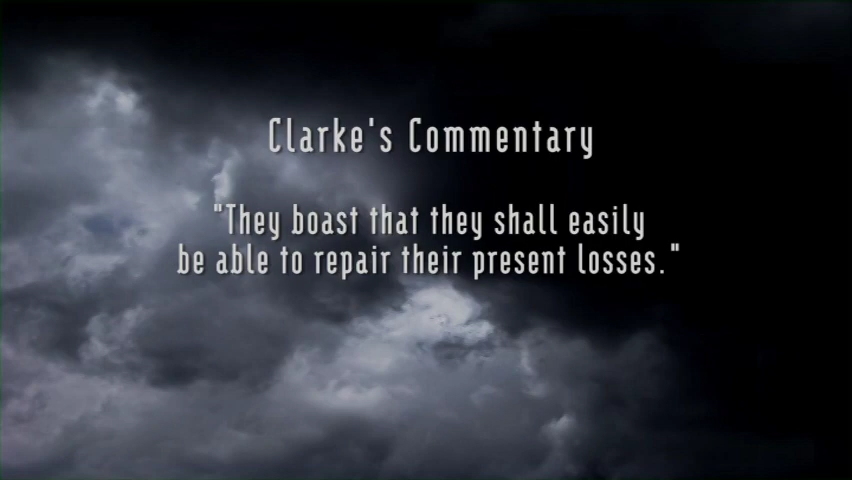 Clarke's Commentary
"They boast that they shall easily
be able to repair their present losses."